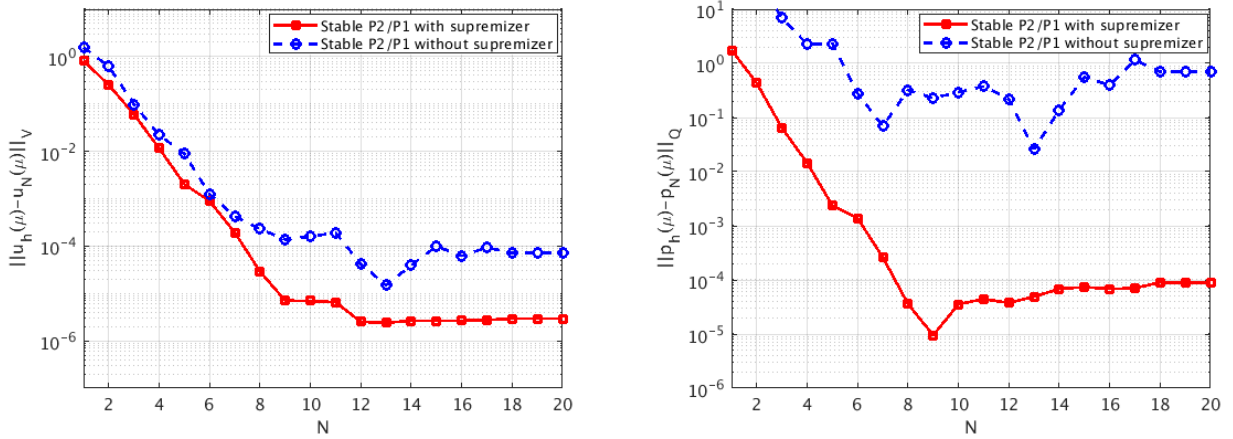 Stable P2/P1 with supremizer
Stable P2/P1 without supremizer
10^0
10^-2
10^-4
10^-6
||u_h(μ)-u_N(μ)||_V
2 4 6 8 10 12 14 16 18 20
N
Stable P2/P1 with supremizer
Stable P2/P1 without supremizer
10^1
10^0
10^-1
10^-2
10^-3
10^-4
10^-5
10^-6
||p_h(μ)-p_N(μ)||_Q
2 4 6 8 10 12 14 16 18 20
N